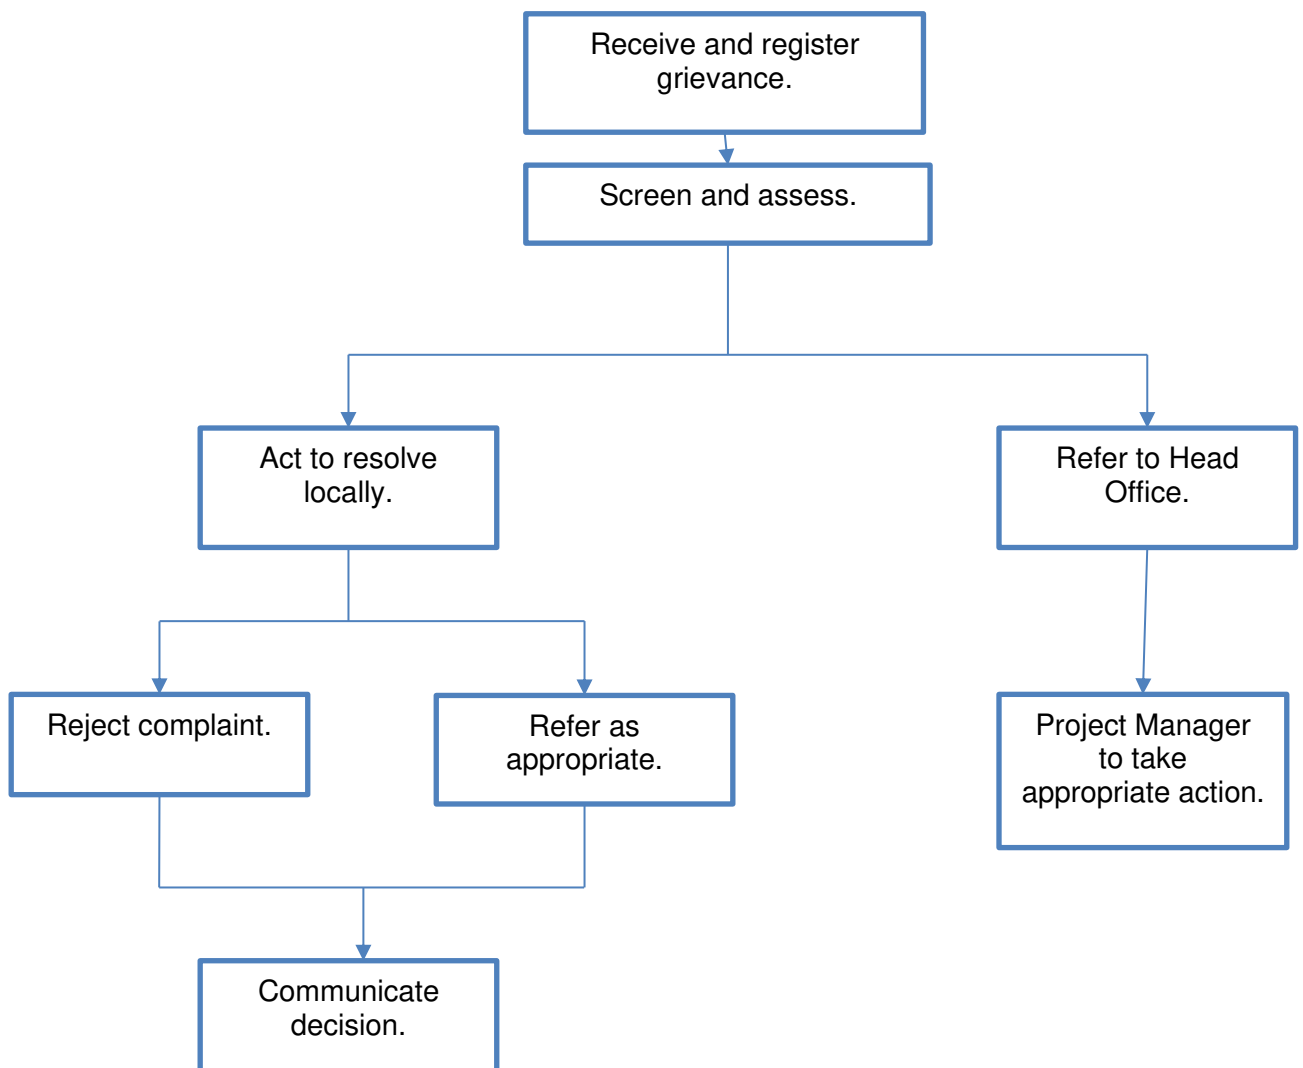 Receive and register
grievance.
Screen and assess.
Act to resolve
locally.
Refer to Head
Office.
Reject complaint.
Refer as
appropriate.
Project Manager
to take
appropriate action.
Communicate
decision.